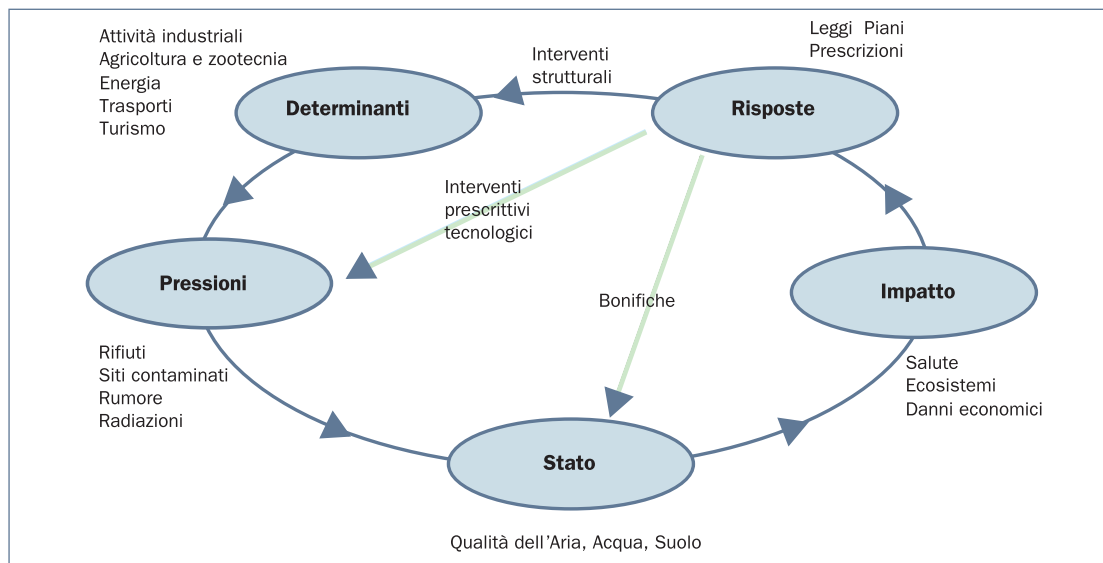 Attività industriali
Agricoltura e zootecnia
Energia
Trasporti
Turismo
Determinanti
Interventi
strutturali
Leggi Piani
Prescrizioni
Risposte
Interventi
prescrittivi
tecnologici
Pressioni
Bonifiche
Impatto
Rifiuti
Siti contaminati
Rumore
Radiazioni
Salute
Ecosistemi
Danni economici
Stato
Qualità dell'Aria, Acqua, Suolo